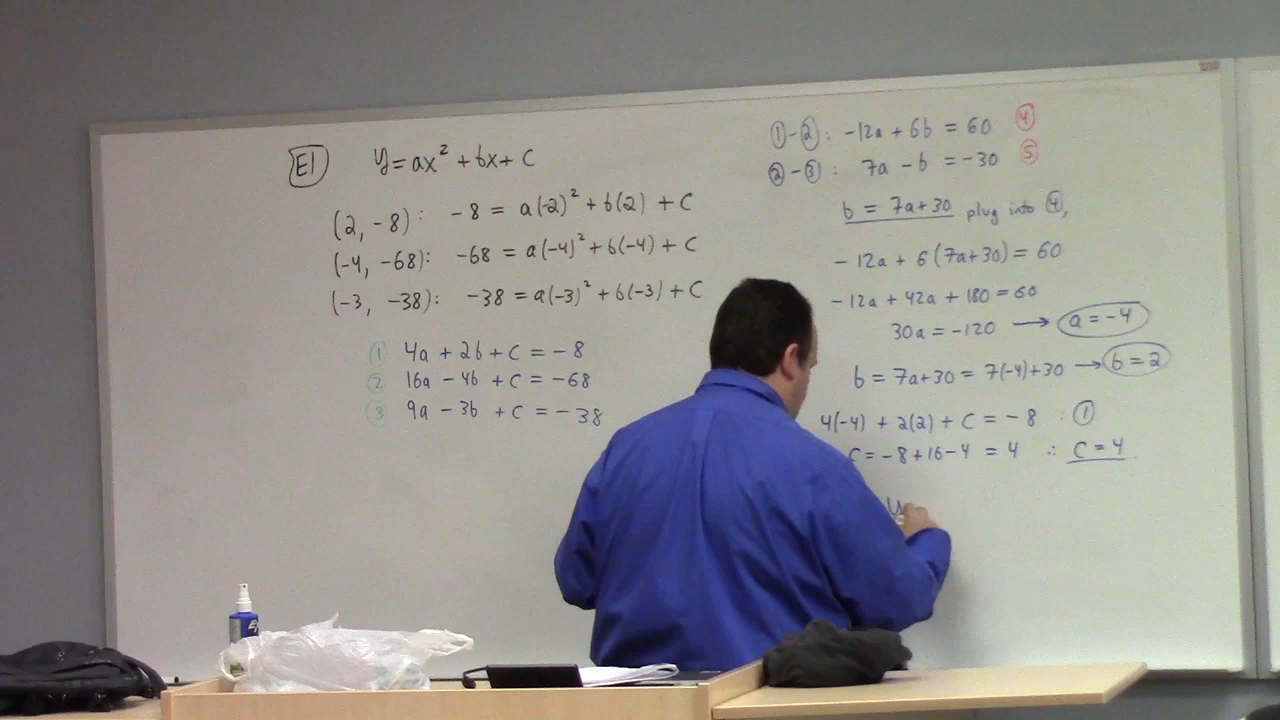 E1 y = ax² + bx + c
(2, -8): -8 = a(-2)² + b(2) + c
(-4, -68): -68 = a(-4)² + b(-4) + c
(-3, -38): -38 = a(-3)² + b(-3) + c
① 4a + 2b + c = -8
② 16a - 4b + c = -68
③ 9a - 3b + c = -38
①-②: -12a + 6b = 60 ④
②-③: 7a - b = -30 ⑤
b = 7a+30 plug into ④,
-12a + 6(7a+30) = 60
-12a + 42a + 180 = 60
30a = -120 → a = -4
b = 7a+30 = 7(-4)+30 → b = 2
4(-4) + 2(2) + c = -8 : ①
c = -8+16-4 = 4 ∴ c = 4.
y